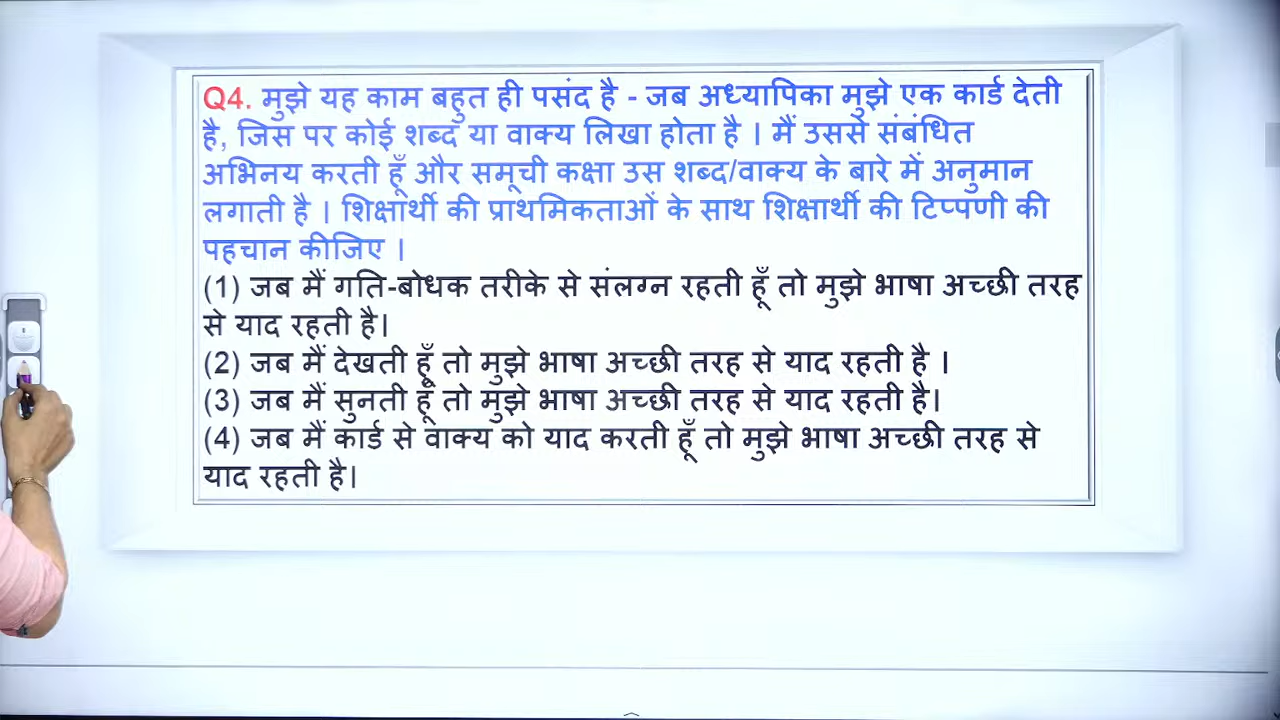 Q4. मुझे यह काम बहुत ही पसंद है - जब अध्यापिका मुझे एक कार्ड देती
है, जिस पर कोई शब्द या वाक्य लिखा होता है । मैं उससे संबंधित
अभिनय करती हूँ और समूची कक्षा उस शब्द/वाक्य के बारे में अनुमान
लगाती है । शिक्षार्थी की प्राथमिकताओं के साथ शिक्षार्थी की टिप्पणी की
पहचान कीजिए ।
(1) जब मैं गति-बोधक तरीके से संलग्न रहती हूँ तो मुझे भाषा अच्छी तरह
से याद रहती है।
(2) जब मैं देखती हूँ तो मुझे भाषा अच्छी तरह से याद रहती है ।
(3) जब मैं सुनती हूँ तो मुझे भाषा अच्छी तरह से याद रहती है।
(4) जब मैं कार्ड से वाक्य को याद करती हूँ तो मुझे भाषा अच्छी तरह से
याद रहती है।